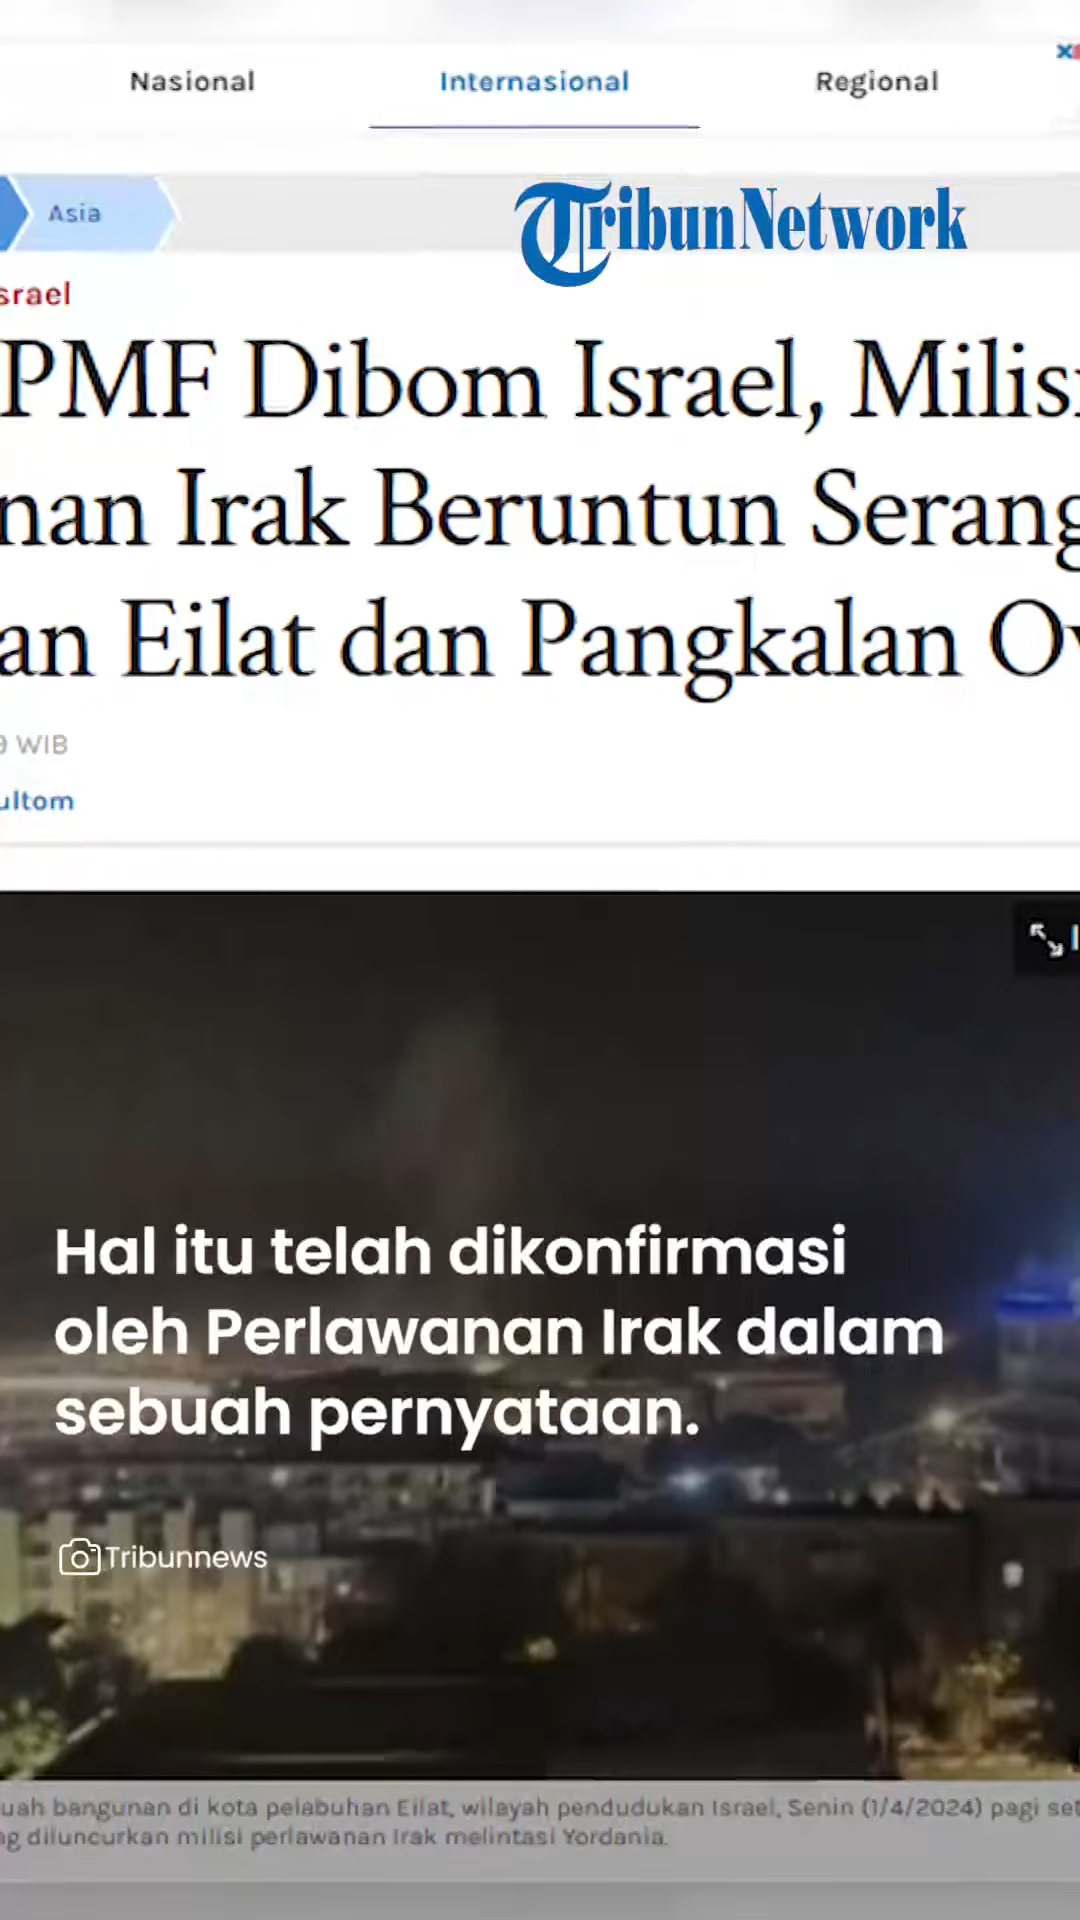 Nasional Internasional Regional
Asia
TribunNetwork
srael
PMF Dibom Israel, Milis
nan Irak Beruntun Serang
an Eilat dan Pangkalan Ov
9 WIB
ultom
Hal itu telah dikonfirmasi
oleh Perlawanan Irak dalam
sebuah pernyataan.
Tribunnews
uah bangunan di kota pelabuhan Eilat, wilayah pendudukan Israel, Senin (1/4/2024) pagi set
g diluncurkan milisi perlawanan Irak melintasi Yordania.